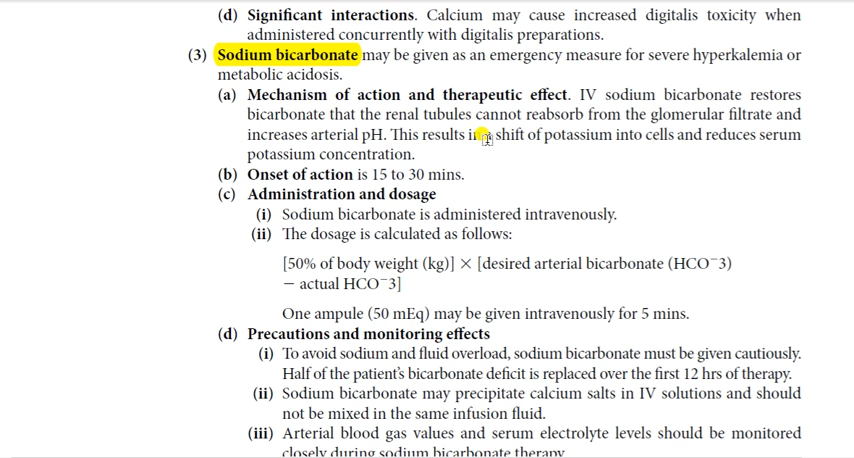 (d) Significant interactions. Calcium may cause increased digitalis toxicity when
administered concurrently with digitalis preparations.
(3) Sodium bicarbonate may be given as an emergency measure for severe hyperkalemia or
metabolic acidosis.
(a) Mechanism of action and therapeutic effect. IV sodium bicarbonate restores
bicarbonate that the renal tubules cannot reabsorb from the glomerular filtrate and
increases arterial pH. This results in a shift of potassium into cells and reduces serum
potassium concentration.
(b) Onset of action is 15 to 30 mins.
(c) Administration and dosage
(i) Sodium bicarbonate is administered intravenously.
(ii) The dosage is calculated as follows:
[50% of body weight (kg)] × [desired arterial bicarbonate (HCO⁻3)
− actual HCO⁻3]
One ampule (50 mEq) may be given intravenously for 5 mins.
(d) Precautions and monitoring effects
(i) To avoid sodium and fluid overload, sodium bicarbonate must be given cautiously.
Half of the patient's bicarbonate deficit is replaced over the first 12 hrs of therapy.
(ii) Sodium bicarbonate may precipitate calcium salts in IV solutions and should
not be mixed in the same infusion fluid.
(iii) Arterial blood gas values and serum electrolyte levels should be monitored
closely during sodium bicarbonate therapy